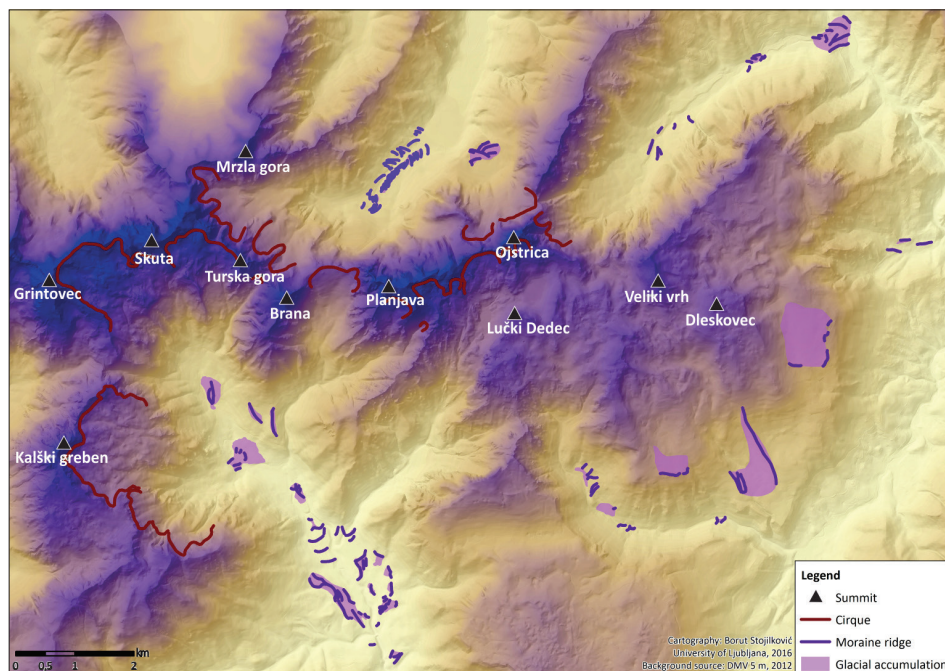 Mrzla gora
Skuta
Ojstrica
Turska gora
Grintovec
Brana
Planjava
Veliki vrh
Lučki Dedec
Dleskovec
Kalški greben
Legend
Summit
Cirque
Moraine ridge
Glacial accumulation
Cartography: Borut Stojilković
University of Ljubljana, 2016
Background source: DMV 5 m, 2012
km
0 0,5 1 2